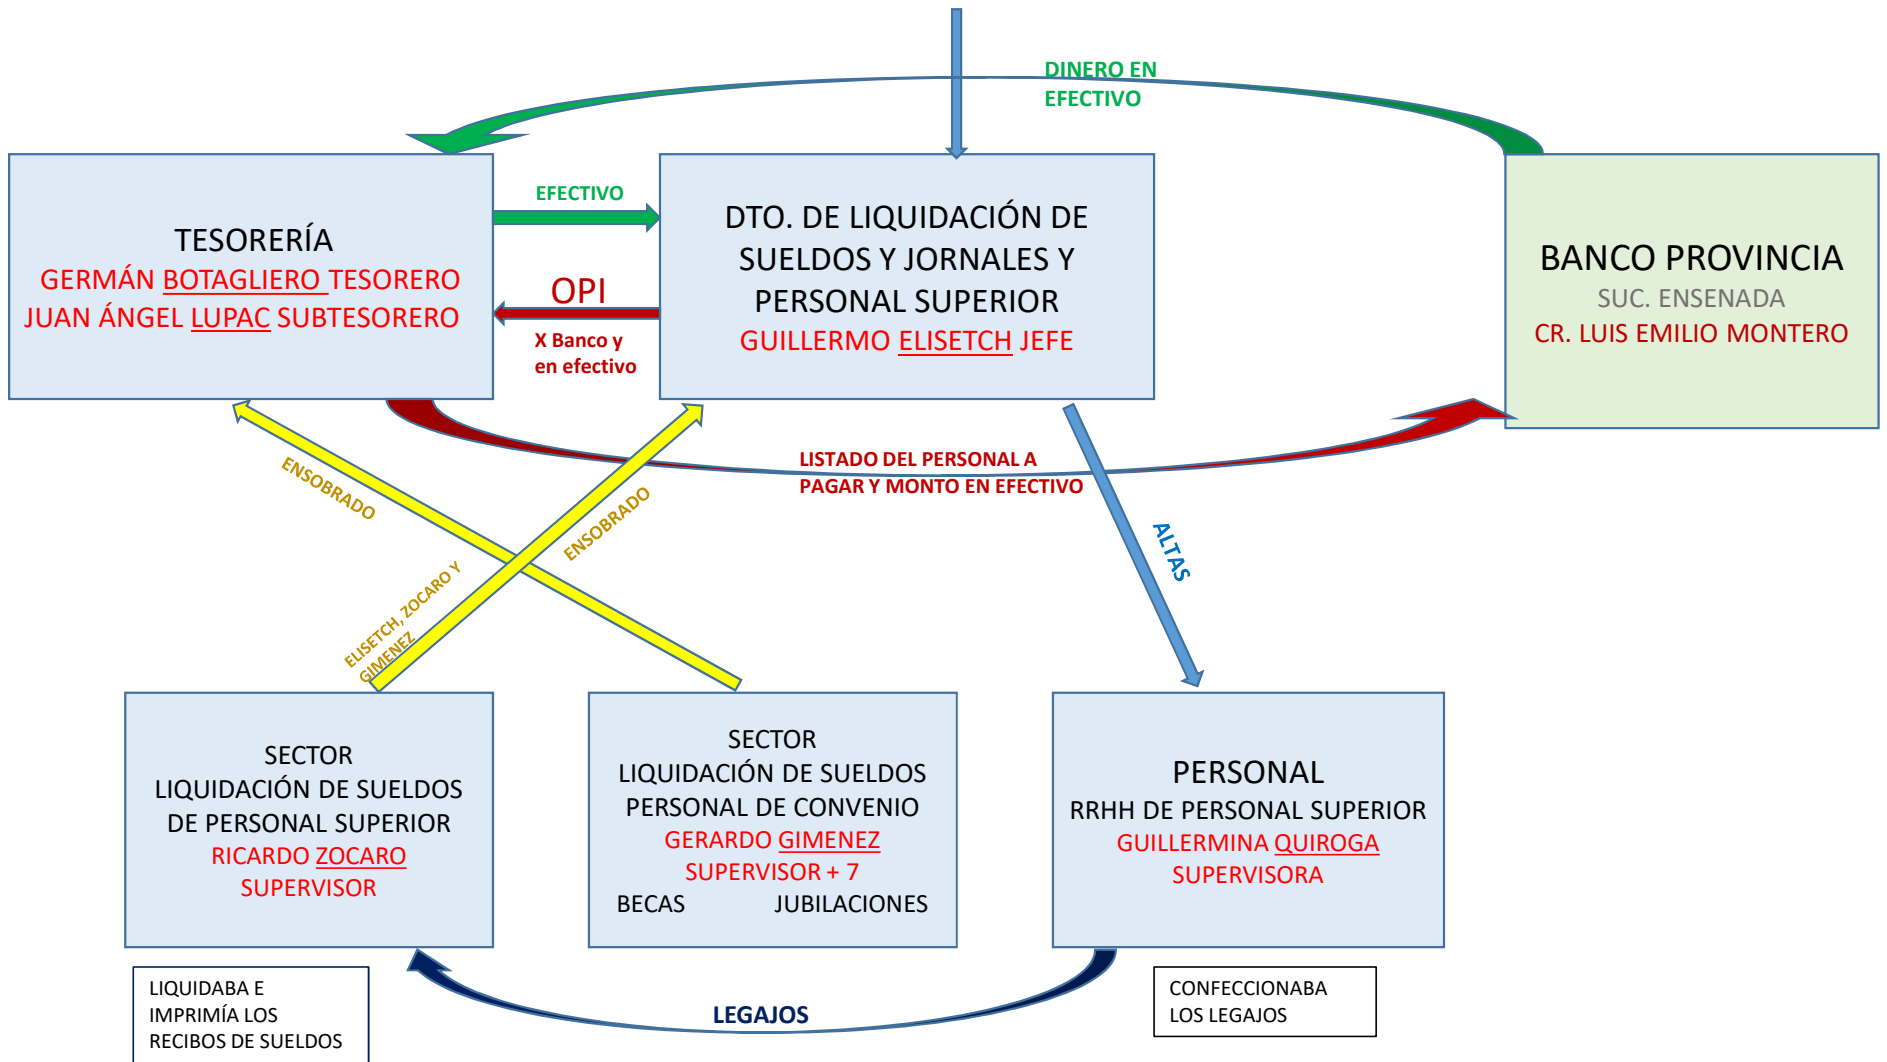 DINERO EN
EFECTIVO
TESORERÍA
GERMÁN BOTAGLIERO TESORERO
JUAN ÁNGEL LUPAC SUBTESORERO
EFECTIVO
OPI
X Banco y
en efectivo
DTO. DE LIQUIDACIÓN DE
SUELDOS Y JORNALES Y
PERSONAL SUPERIOR
GUILLERMO ELISETCH JEFE
BANCO PROVINCIA
SUC. ENSENADA
CR. LUIS EMILIO MONTERO
LISTADO DEL PERSONAL A
PAGAR Y MONTO EN EFECTIVO
ENSOBRADO
ENSOBRADO
ELISETCH, ZOCARO Y
GIMENEZ
ALTAS
SECTOR
LIQUIDACIÓN DE SUELDOS
DE PERSONAL SUPERIOR
RICARDO ZOCARO
SUPERVISOR
SECTOR
LIQUIDACIÓN DE SUELDOS
PERSONAL DE CONVENIO
GERARDO GIMENEZ
SUPERVISOR + 7
BECAS JUBILACIONES
PERSONAL
RRHH DE PERSONAL SUPERIOR
GUILLERMINA QUIROGA
SUPERVISORA
LIQUIDABA E
IMPRIMÍA LOS
RECIBOS DE SUELDOS
LEGAJOS
CONFECCIONABA
LOS LEGAJOS